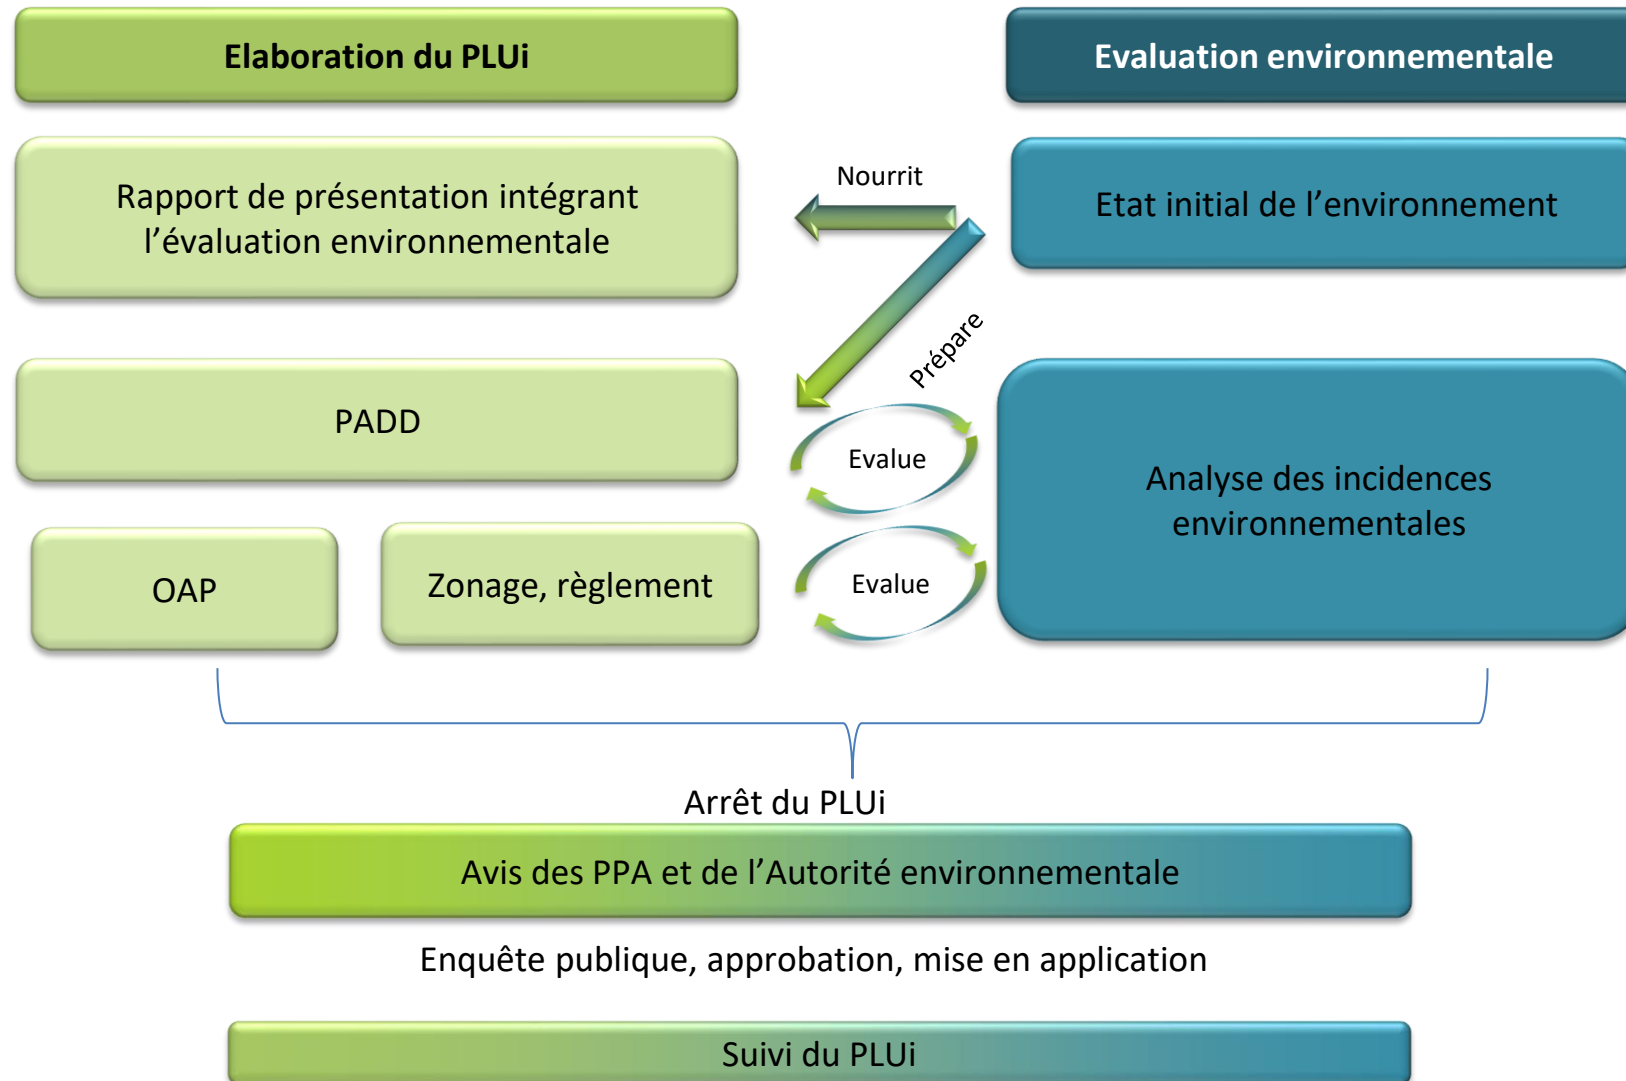 Elaboration du PLUi
Evaluation environnementale
Rapport de présentation intégrant
l’évaluation environnementale
Nourrit
Etat initial de l’environnement
Prépare
PADD
Evalue
Analyse des incidences
environnementales
OAP
Zonage, règlement
Evalue
Arrêt du PLUi
Avis des PPA et de l’Autorité environnementale
Enquête publique, approbation, mise en application
Suivi du PLUi